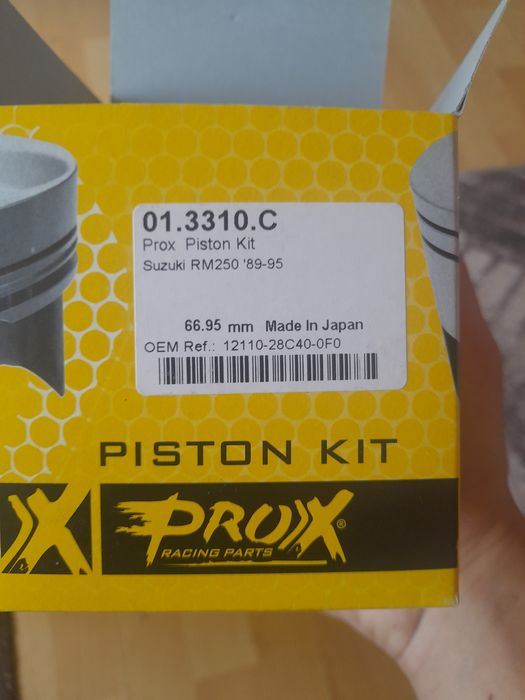 01.3310.C
Prox Piston Kit
Suzuki RM250 '89-95
66.95 mm Made In Japan
OEM Ref.: 12110-28C40-0F0
PISTON KIT
X PROX®
RACING PARTS